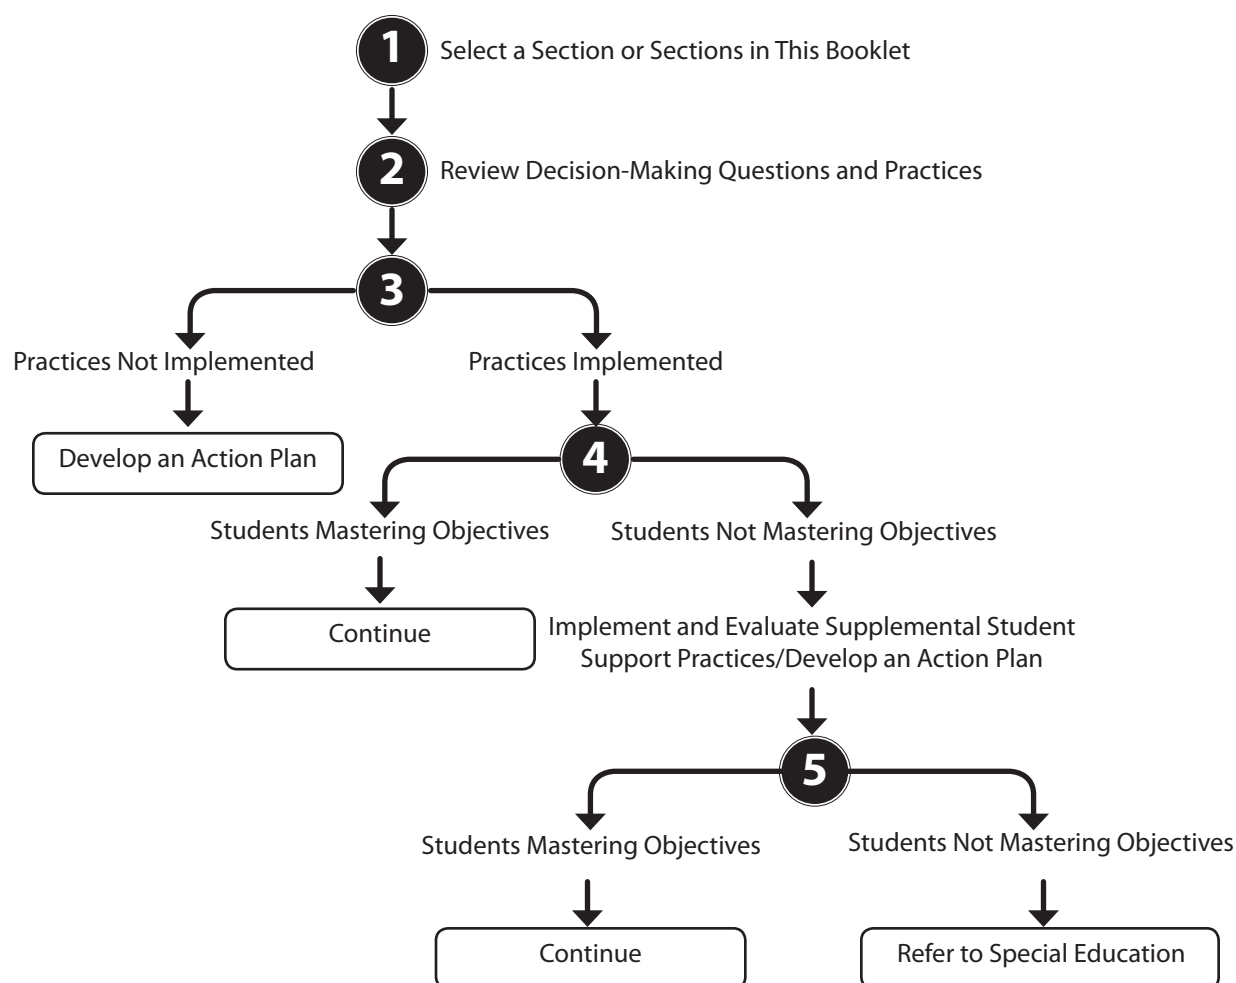 1 Select a Section or Sections in This Booklet
2 Review Decision-Making Questions and Practices
3
Practices Not Implemented
Practices Implemented
Develop an Action Plan
4
Students Mastering Objectives
Students Not Mastering Objectives
Continue
Implement and Evaluate Supplemental Student
Support Practices/Develop an Action Plan
5
Students Mastering Objectives
Students Not Mastering Objectives
Continue
Refer to Special Education